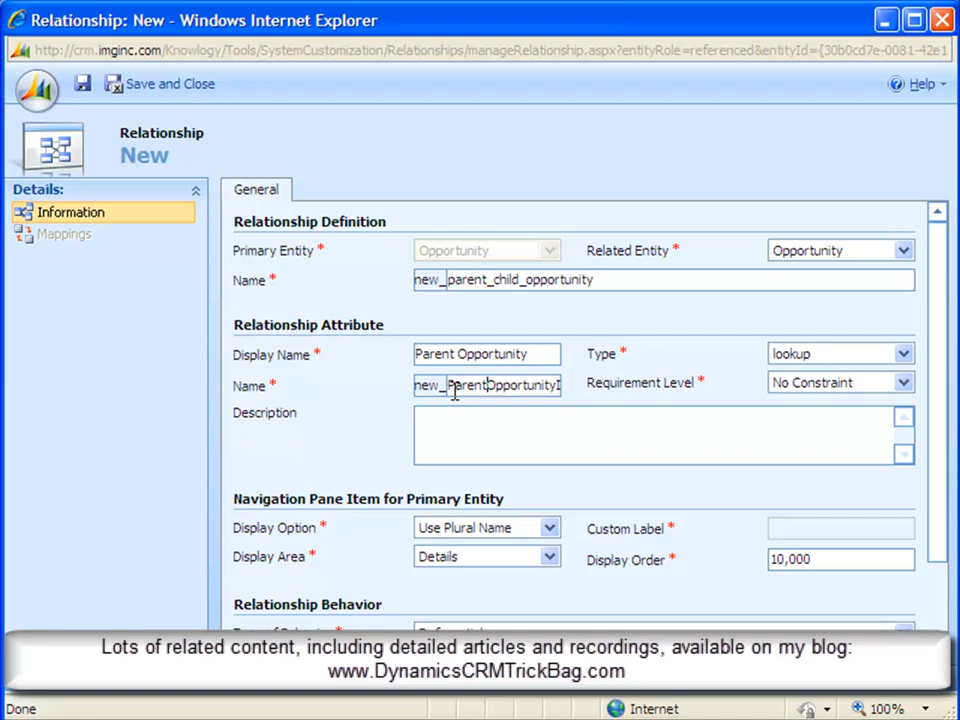 Relationship: New - Windows Internet Explorer
http://crm.imginc.com/Knowlogy/Tools/SystemCustomization/Relationships/manageRelationship.aspx?entityRole=referenced&entityId={30b0cd7e-0081-42e1
Save and Close
Help
Relationship
New
Details:
Information
Mappings
General
Relationship Definition
Primary Entity * Opportunity Related Entity * Opportunity
Name * new_parent_child_opportunity
Relationship Attribute
Display Name * Parent Opportunity Type * lookup
Name * new_ParentOpportunityI Requirement Level * No Constraint
Description
Navigation Pane Item for Primary Entity
Display Option * Use Plural Name Custom Label *
Display Area * Details Display Order * 10,000
Relationship Behavior
Lots of related content, including detailed articles and recordings, available on my blog:
www.DynamicsCRMTrickBag.com
Done Internet 100%